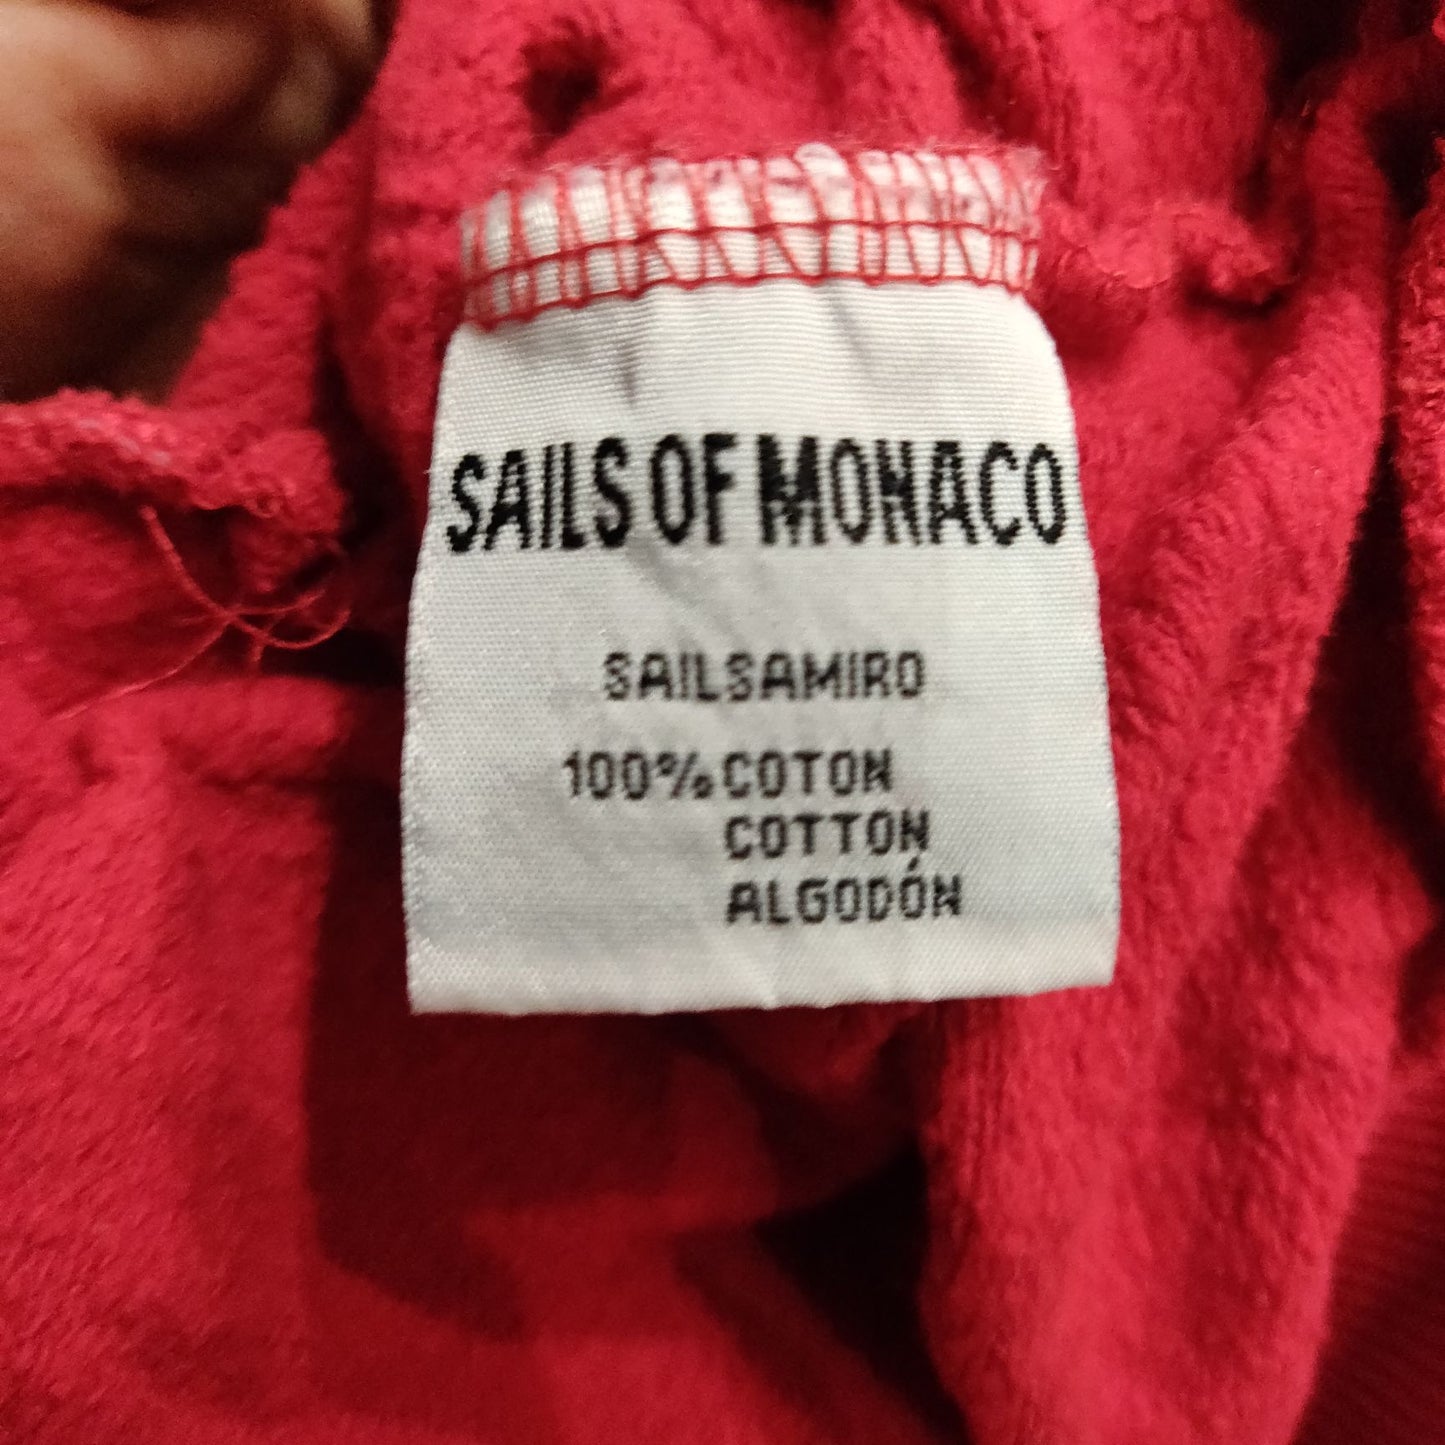 SAILS OF MONACO
SAILSAMIRO
100% COTON
COTTON
ALGODÓN